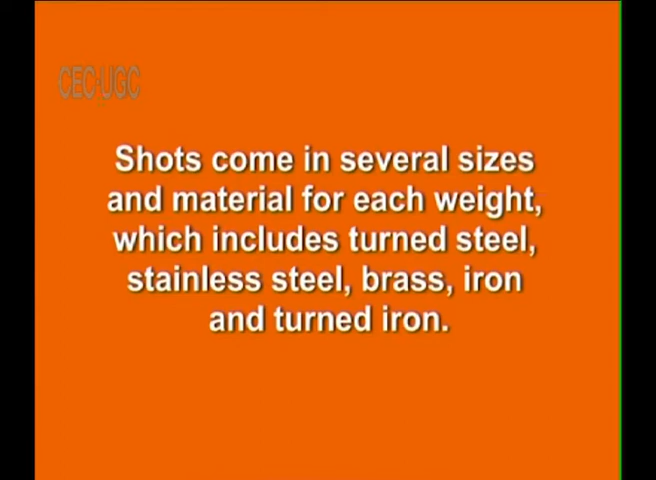 CEC-UGC
Shots come in several sizes
and material for each weight,
which includes turned steel,
stainless steel, brass, iron
and turned iron.